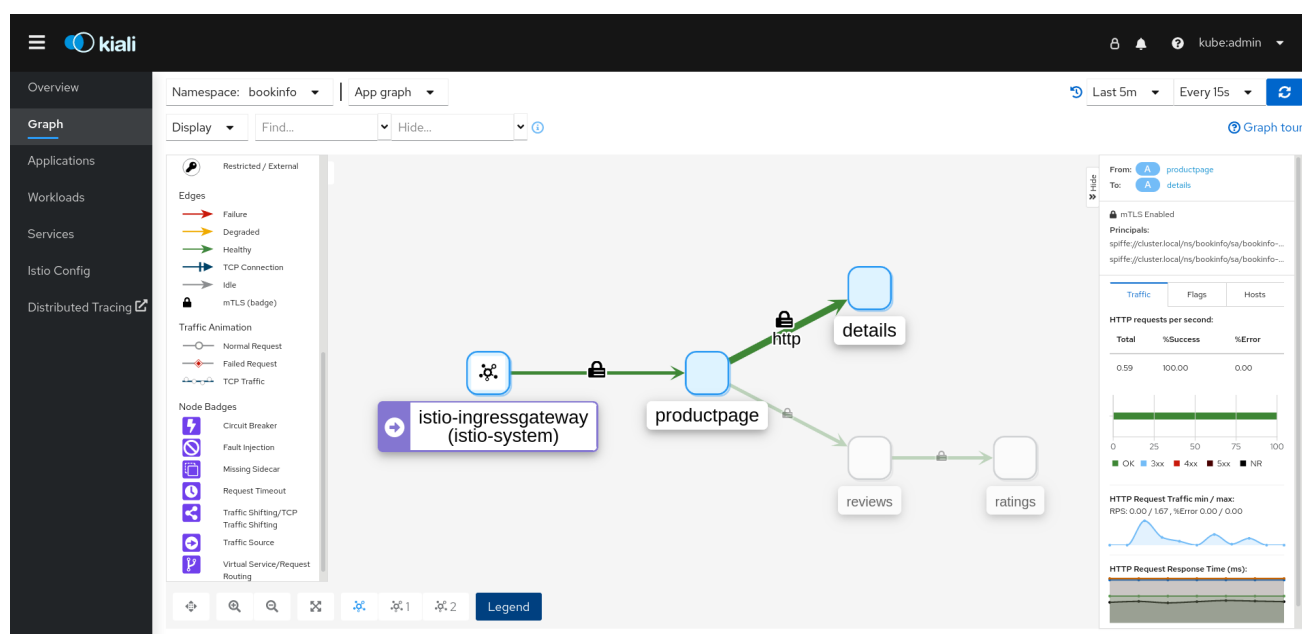 kiali
kube:admin
Overview
Graph
Applications
Workloads
Services
Istio Config
Distributed Tracing
Namespace: bookinfo
App graph
Last 5m
Every 15s
Display
Find...
Hide...
Graph tour
Restricted / External
Edges
Failure
Degraded
Healthy
TCP Connection
Idle
mTLS (badge)
Traffic Animation
Normal Request
Failed Request
TCP Traffic
Node Badges
Circuit Breaker
Fault Injection
Missing Sidecar
Request Timeout
Traffic Shifting/TCP
Traffic Shifting
Traffic Source
Virtual Service/Request
Routing
1
2
Legend
istio-ingressgateway
(istio-system)
productpage
http
details
reviews
ratings
Hide
From: A productpage
To: A details
mTLS Enabled
Principals:
spiffe://cluster.local/ns/bookinfo/sa/bookinfo-...
spiffe://cluster.local/ns/bookinfo/sa/bookinfo-...
Traffic Flags Hosts
HTTP requests per second:
Total %Success %Error
0.59 100.00 0.00
0 25 50 75 100
OK 3xx 4xx 5xx NR
HTTP Request Traffic min / max:
RPS: 0.00 / 1.67 , %Error 0.00 / 0.00
HTTP Request Response Time (ms):